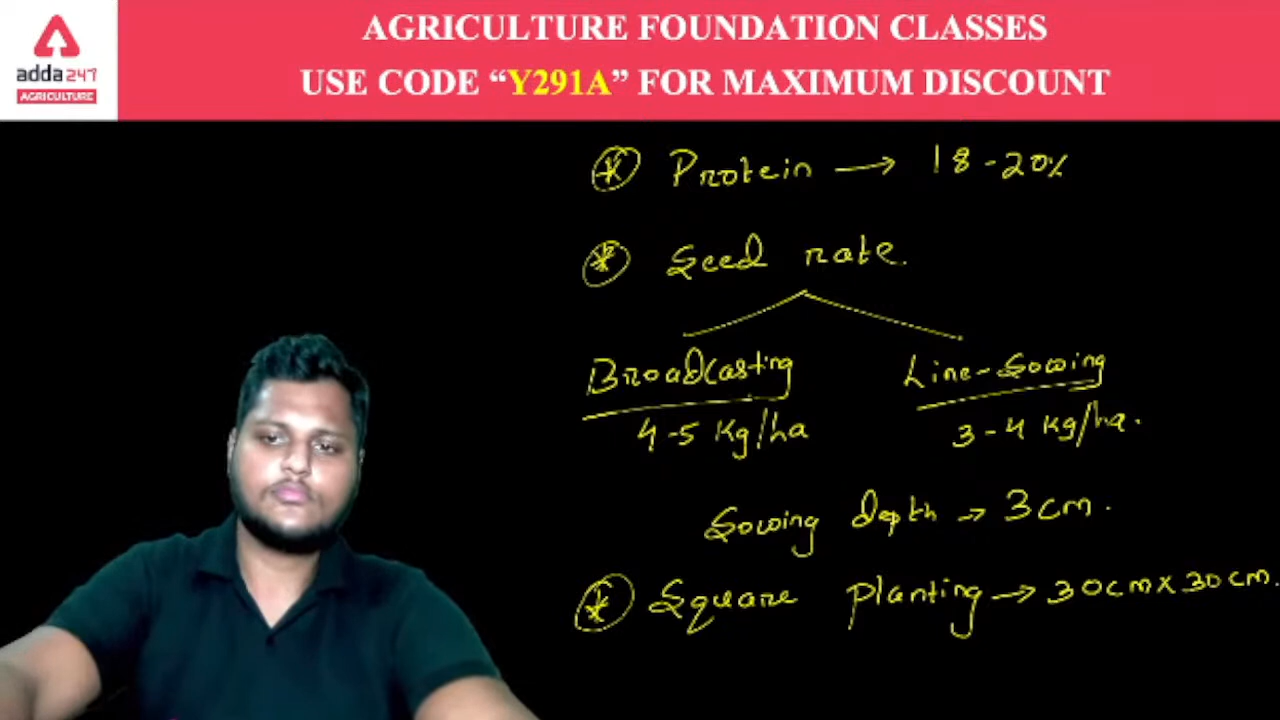 adda247
AGRICULTURE
AGRICULTURE FOUNDATION CLASSES
USE CODE “Y291A” FOR MAXIMUM DISCOUNT
Protein → 18-20%
Seed rate.
Broadcasting Line-Sowing
4-5 Kg/ha 3-4 Kg/ha.
Sowing depth → 3cm.
Square Planting → 30cm x 30cm.